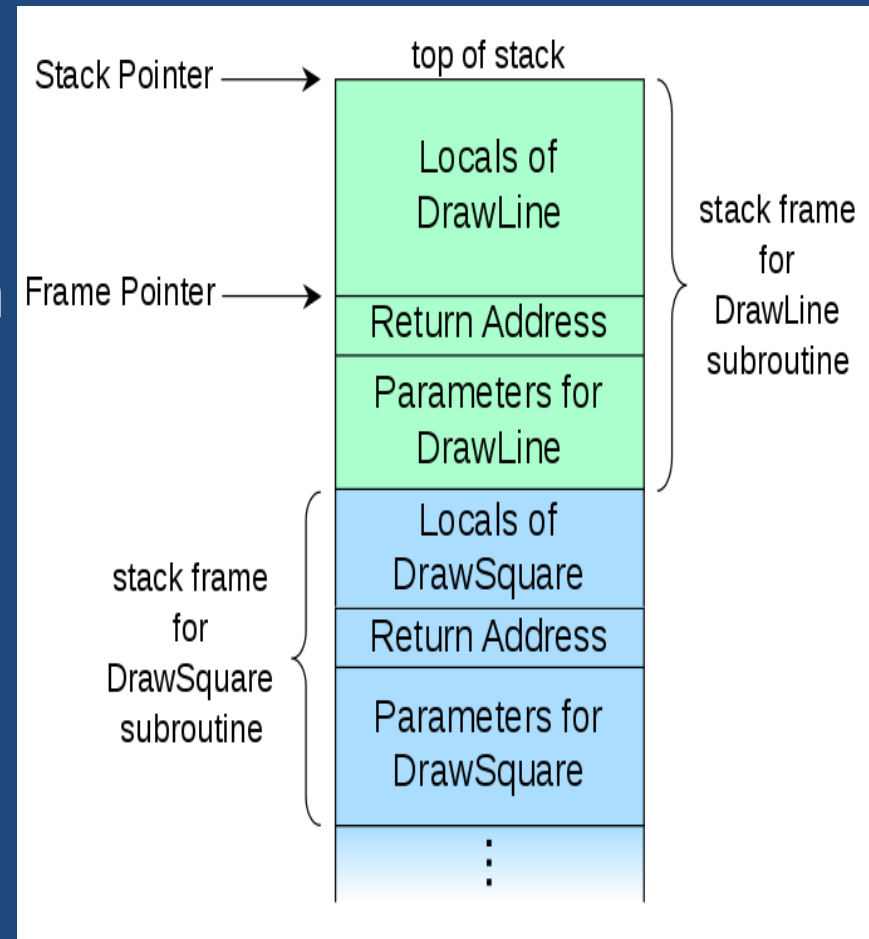 top of stack
Stack Pointer
Locals of
DrawLine
stack frame
for
DrawLine
subroutine
Frame Pointer
Return Address
Parameters for
DrawLine
Locals of
DrawSquare
stack frame
for
DrawSquare
subroutine
Return Address
Parameters for
DrawSquare
⋮